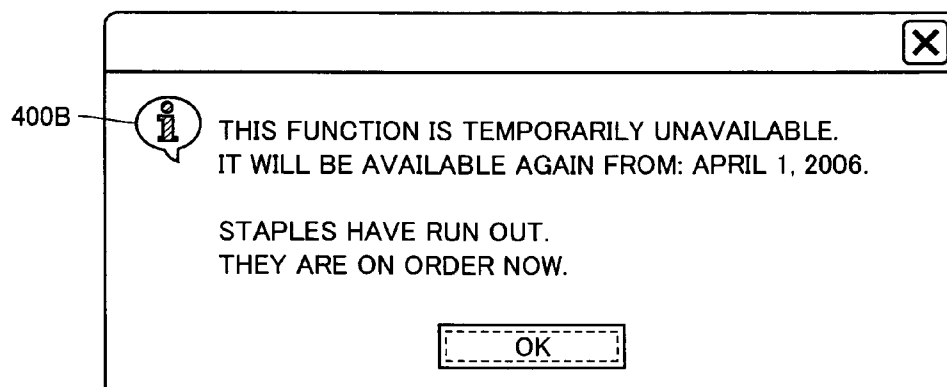 400B
THIS FUNCTION IS TEMPORARILY UNAVAILABLE.
IT WILL BE AVAILABLE AGAIN FROM: APRIL 1, 2006.
STAPLES HAVE RUN OUT.
THEY ARE ON ORDER NOW.
OK